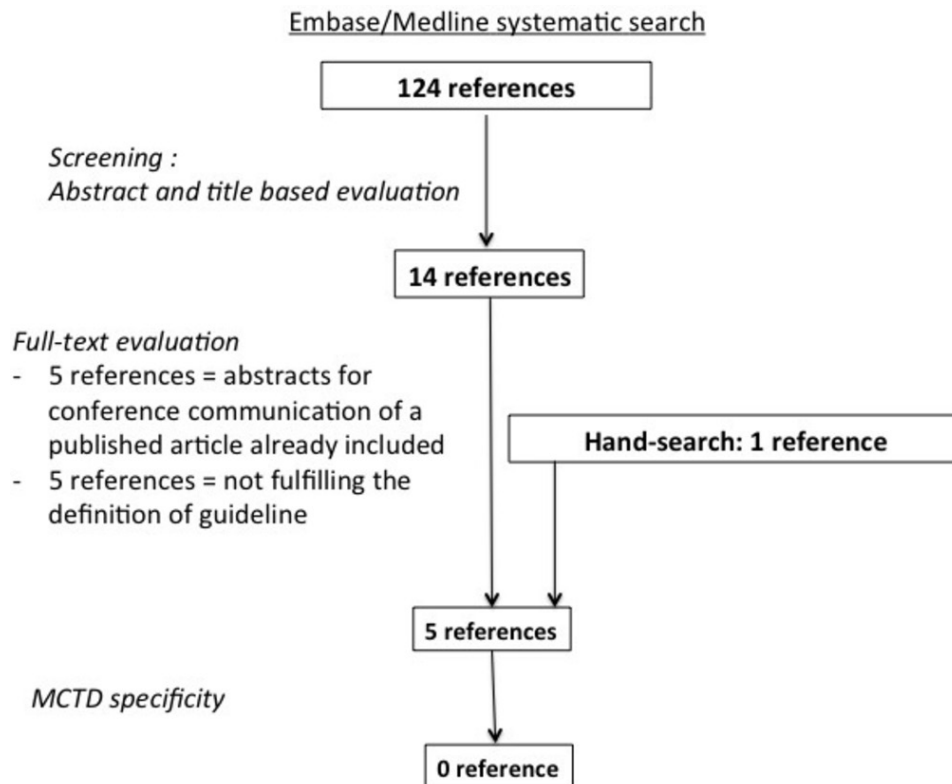 Embase/Medline systematic search
124 references
Screening :
Abstract and title based evaluation
14 references
Full-text evaluation
- 5 references = abstracts for
conference communication of a
published article already included
- 5 references = not fulfilling the
definition of guideline
Hand-search: 1 reference
5 references
MCTD specificity
0 reference